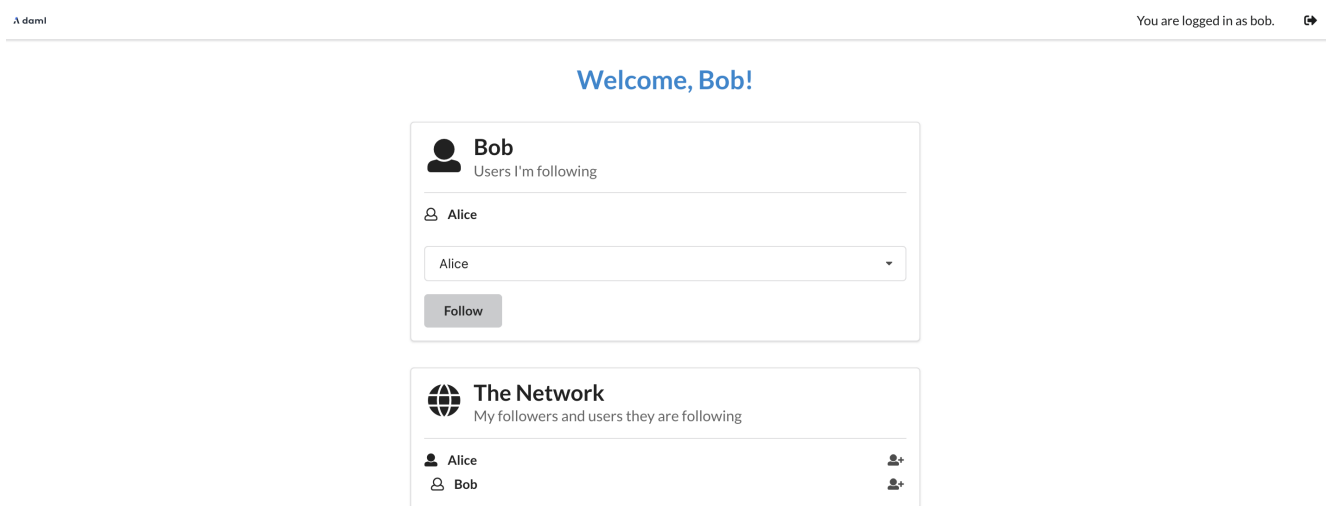 daml
You are logged in as bob.
Welcome, Bob!
Bob
Users I'm following
Alice
Alice
Follow
The Network
My followers and users they are following
Alice
Bob